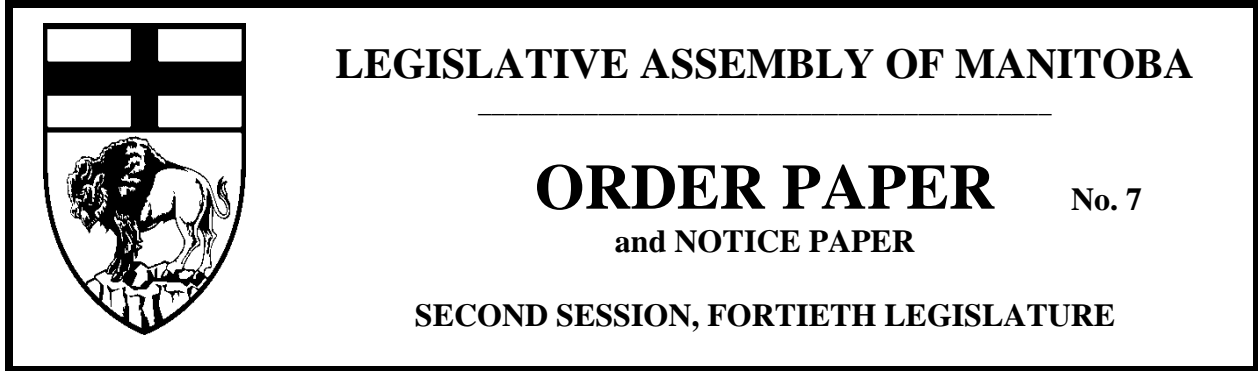 LEGISLATIVE ASSEMBLY OF MANITOBA
ORDER PAPER No. 7
and NOTICE PAPER
SECOND SESSION, FORTIETH LEGISLATURE